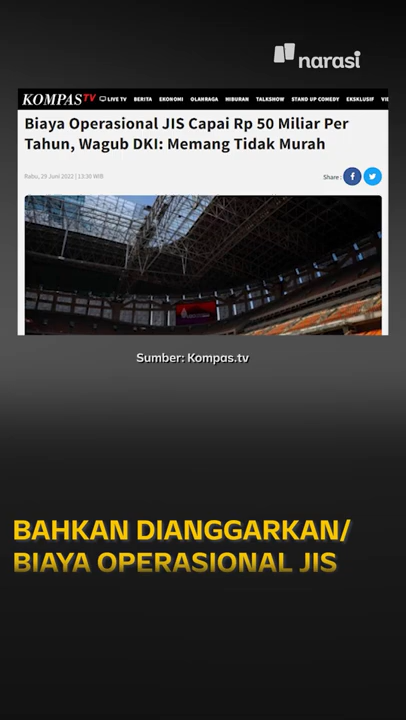 narasi
KOMPASTV LIVE TV BERITA EKONOMI OLAHRAGA HIBURAN TALKSHOW STAND UP COMEDY EKSKLUSIF
Biaya Operasional JIS Capai Rp 50 Miliar Per
Tahun, Wagub DKI: Memang Tidak Murah
Rabu, 29 Juni 2022 | 13:30 WIB
Share :
Sumber: Kompas.tv
BAHKAN DIANGGARKAN/
BIAYA OPERASIONAL JIS